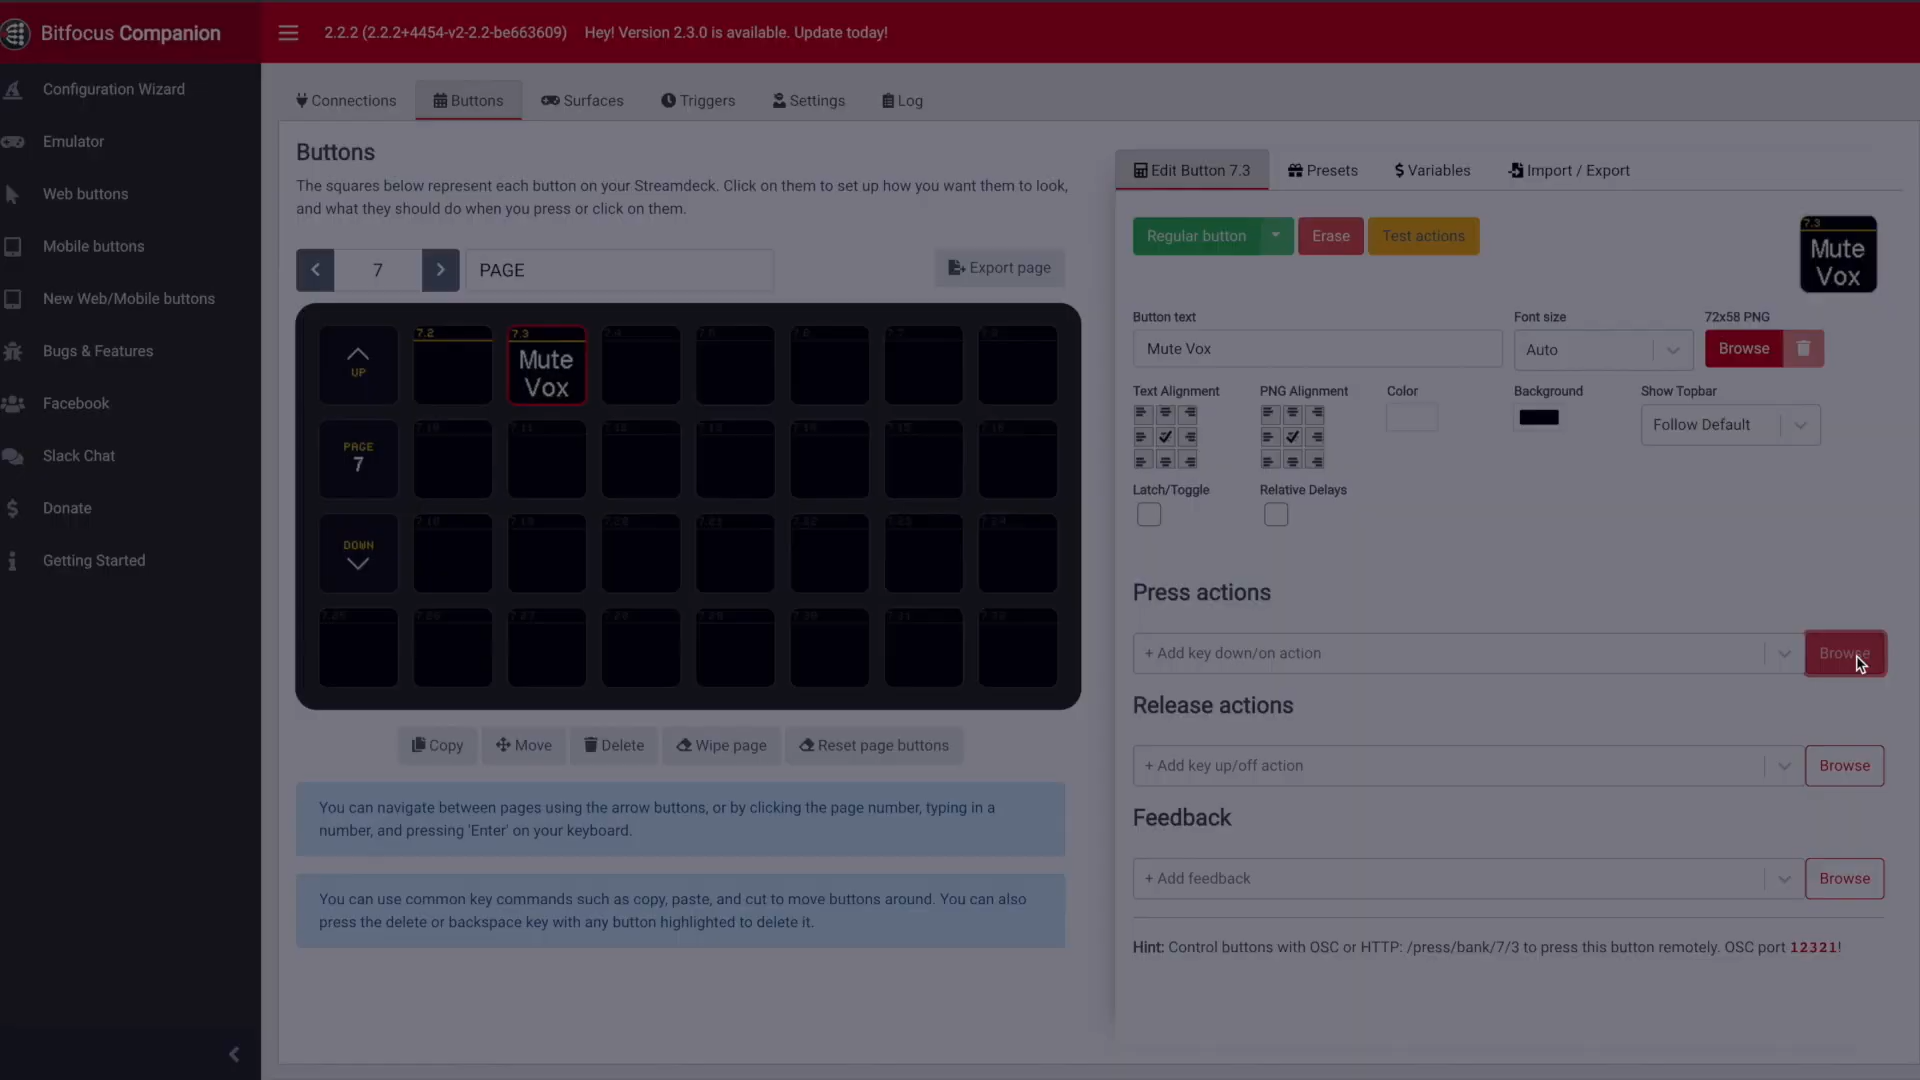 Bitfocus Companion
2.2.2 (2.2.2+4454-v2-2.2-be663609)
Hey! Version 2.3.0 is available. Update today!
Configuration Wizard
Emulator
Web buttons
Mobile buttons
New Web/Mobile buttons
Bugs & Features
Facebook
Slack Chat
Donate
Getting Started
Connections
Buttons
Surfaces
Triggers
Settings
Log
Buttons
The squares below represent each button on your Streamdeck. Click on them to set up how you want them to look,
and what they should do when you press or click on them.
7
PAGE
Export page
UP
7.2
7.3
Mute
Vox
PAGE
7
DOWN
Copy
Move
Delete
Wipe page
Reset page buttons
You can navigate between pages using the arrow buttons, or by clicking the page number, typing in a
number, and pressing 'Enter' on your keyboard.
You can use common key commands such as copy, paste, and cut to move buttons around. You can also
press the delete or backspace key with any button highlighted to delete it.
Edit Button 7.3
Presets
Variables
Import / Export
Regular button
Erase
Test actions
7.3
Mute
Vox
Button text
Font size
72x58 PNG
Mute Vox
Auto
Browse
Text Alignment
PNG Alignment
Color
Background
Show Topbar
Follow Default
Latch/Toggle
Relative Delays
Press actions
+ Add key down/on action
Browse
Release actions
+ Add key up/off action
Browse
Feedback
+ Add feedback
Browse
Hint: Control buttons with OSC or HTTP: /press/bank/7/3 to press this button remotely. OSC port 12321!